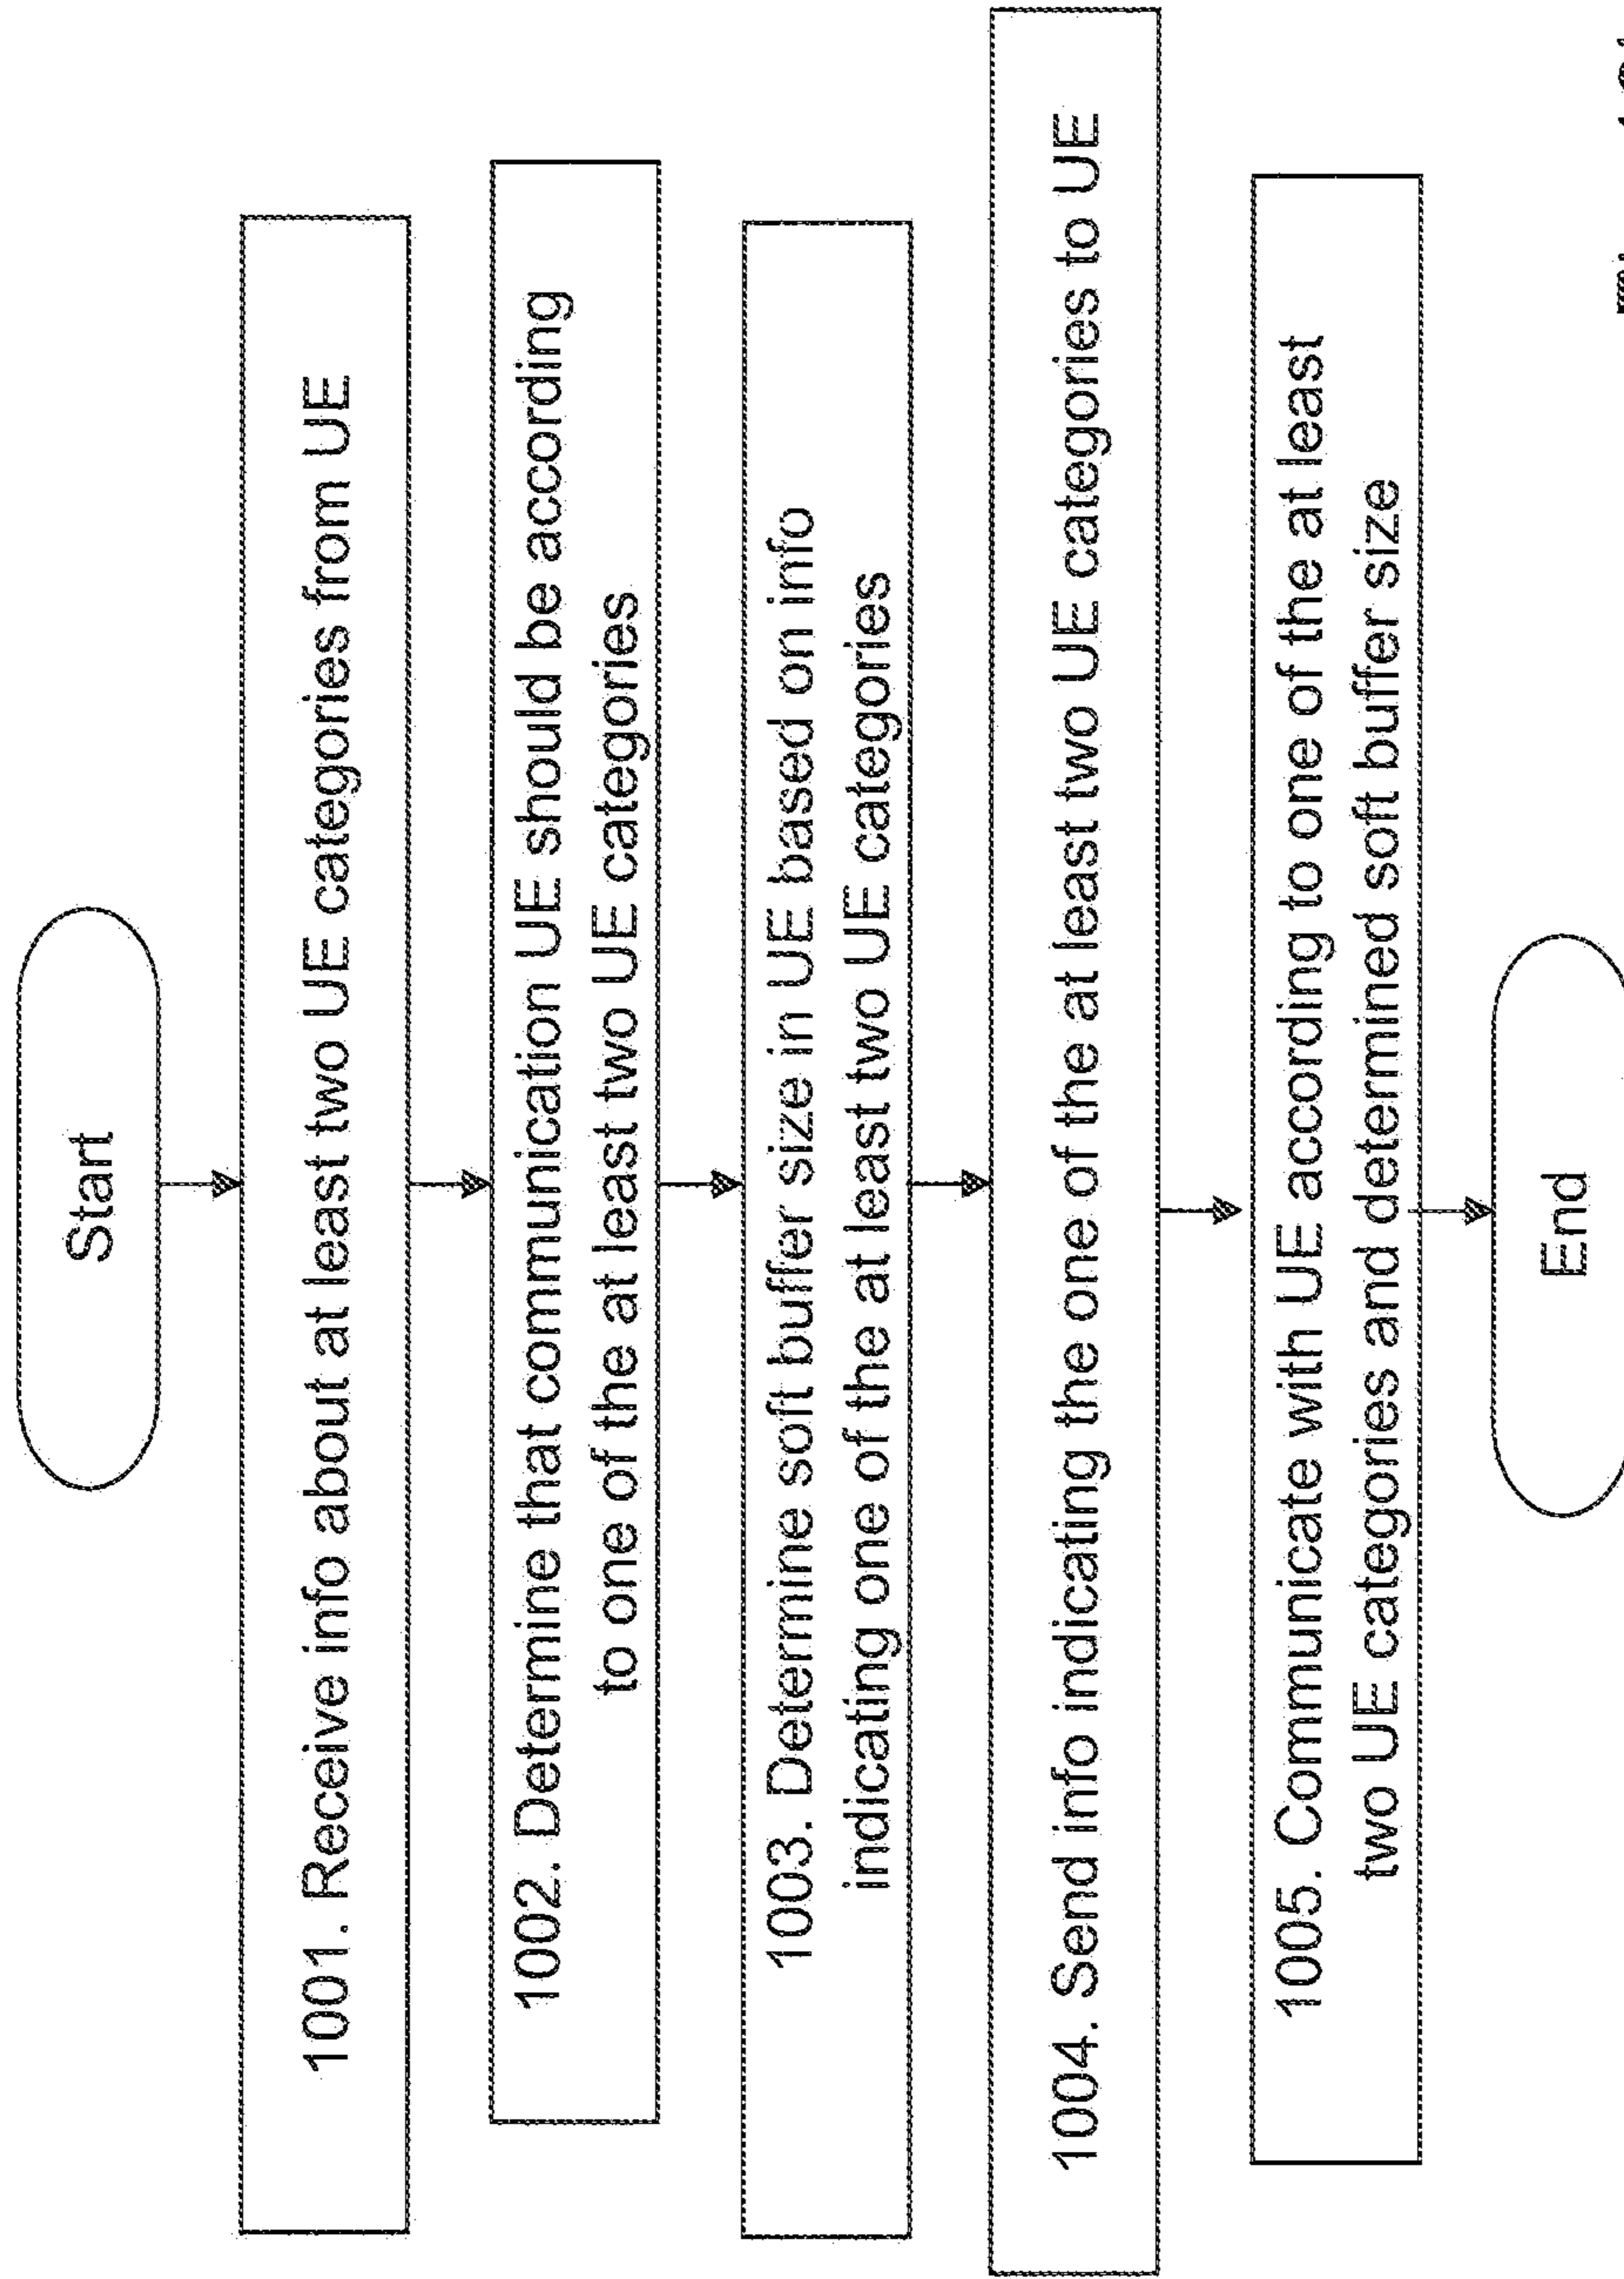 Start
1001. Receive info about at least two UE categories from UE
1002. Determine that communication UE should be according
to one of the at least two UE categories
1003. Determine soft buffer size in UE based on info
indicating one of the at least two UE categories
1004. Send info indicating the one of the at least two UE categories to UE
1005. Communicate with UE according to one of the at least
two UE categories and determined soft buffer size
End